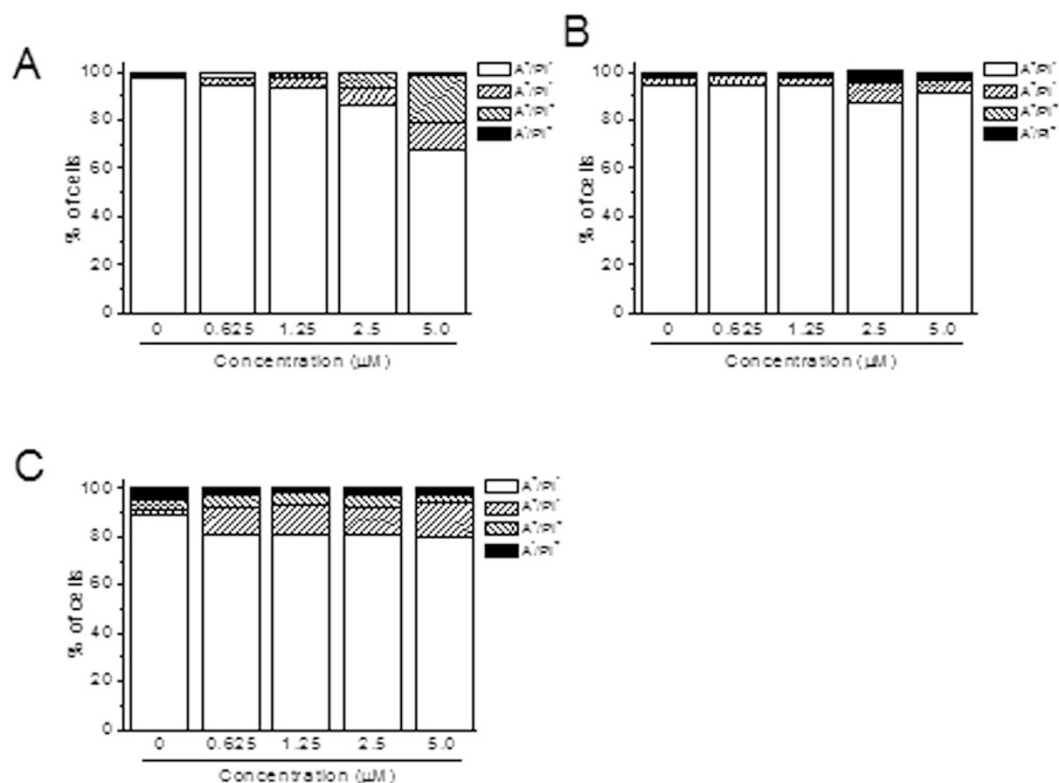 A
% of cells
100
80
60
40
20
0
0 0.625 1.25 2.5 5.0
Concentration (µM)
A⁻/PI⁻
A⁺/PI⁻
A⁺/PI⁺
A⁻/PI⁺
B
% of cells
100
80
60
40
20
0
0 0.625 1.25 2.5 5.0
Concentration (µM)
A⁻/PI⁻
A⁺/PI⁻
A⁺/PI⁺
A⁻/PI⁺
C
% of cells
100
80
60
40
20
0
0 0.625 1.25 2.5 5.0
Concentration (µM)
A⁻/PI⁻
A⁺/PI⁻
A⁺/PI⁺
A⁻/PI⁺